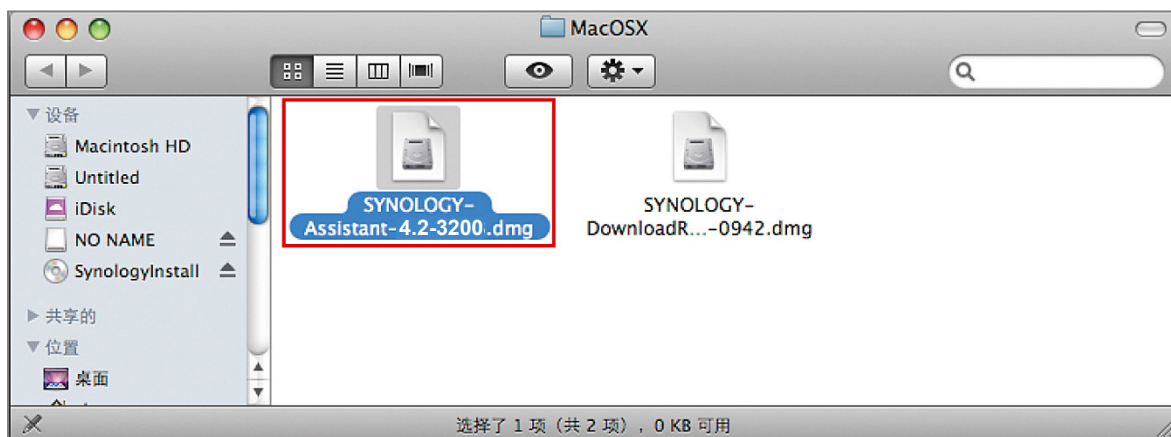 MacOSX
设备
Macintosh HD
Untitled
iDisk
NO NAME
SynologyInstall
共享的
位置
桌面
SYNOLOGY-
Assistant-4.2-3200.dmg
SYNOLOGY-
DownloadR...-0942.dmg
选择了 1 项（共 2 项）, 0 KB 可用